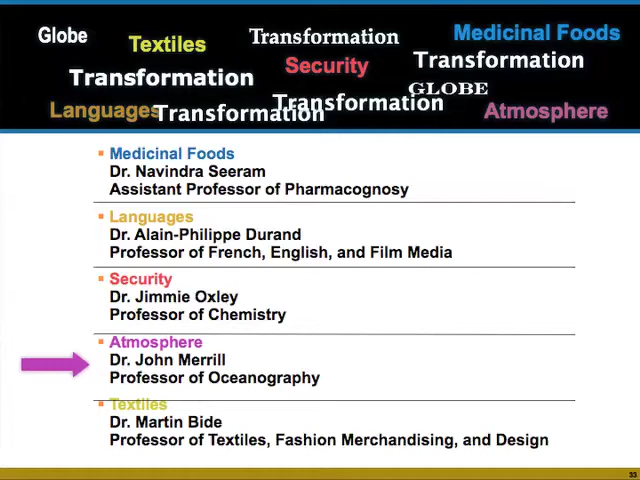 Globe
Textiles
Transformation
Medicinal Foods
Transformation
Security
Transformation
GLOBE
Languages
Transformation
Transformation
Atmosphere
Medicinal Foods
Dr. Navindra Seeram
Assistant Professor of Pharmacognosy
Languages
Dr. Alain-Philippe Durand
Professor of French, English, and Film Media
Security
Dr. Jimmie Oxley
Professor of Chemistry
Atmosphere
Dr. John Merrill
Professor of Oceanography
Textiles
Dr. Martin Bide
Professor of Textiles, Fashion Merchandising, and Design
33